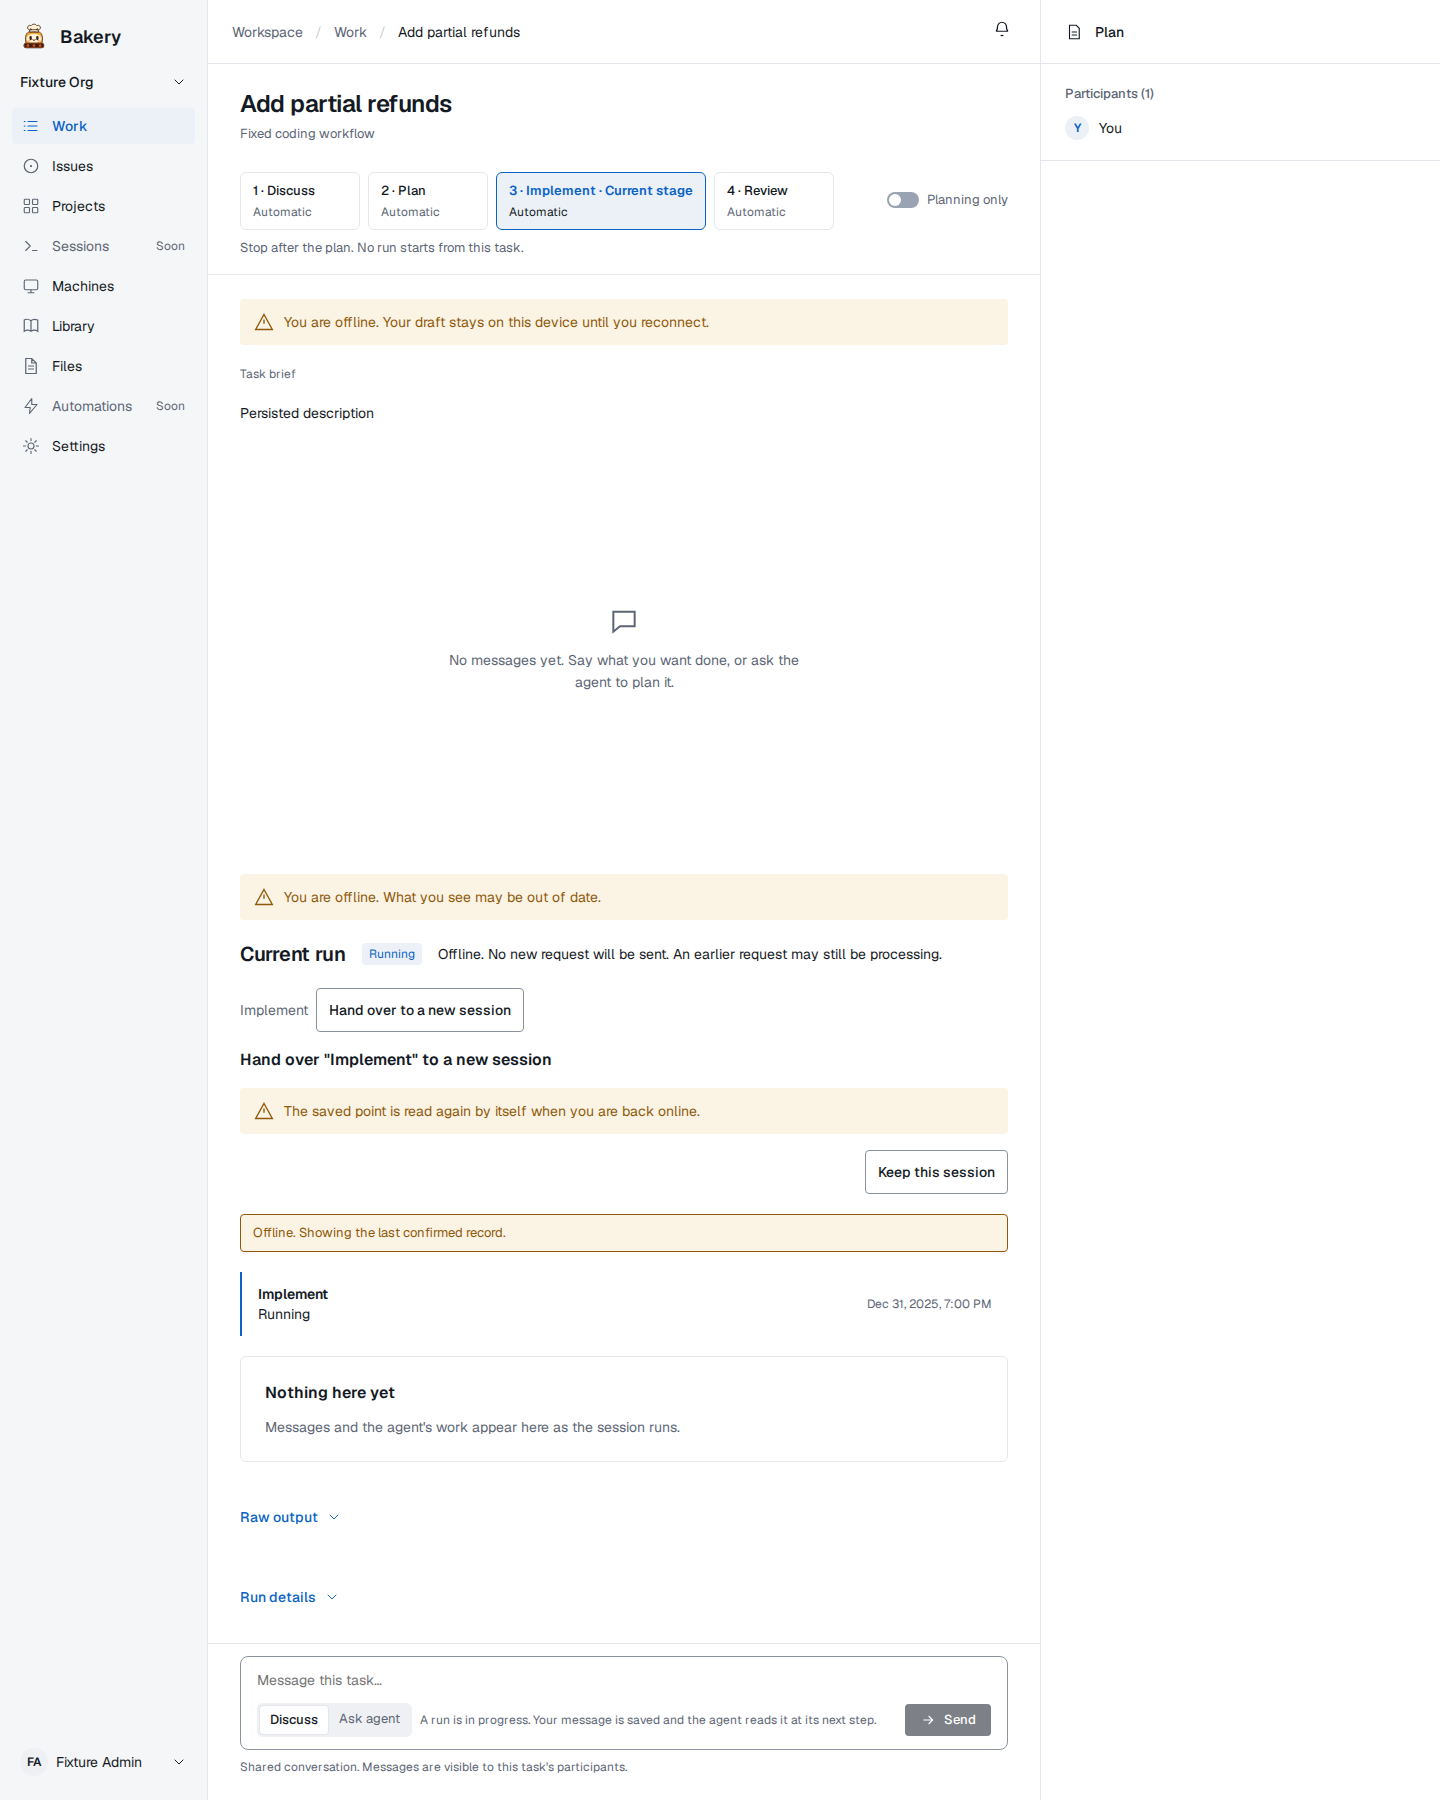 Bakery
Fixture Org
Work
Issues
Projects
Sessions Soon
Machines
Library
Files
Automations Soon
Settings
FA Fixture Admin
Workspace / Work / Add partial refunds
Add partial refunds
Fixed coding workflow
1 · Discuss
Automatic
2 · Plan
Automatic
3 · Implement · Current stage
Automatic
4 · Review
Automatic
Planning only
Stop after the plan. No run starts from this task.
You are offline. Your draft stays on this device until you reconnect.
Task brief
Persisted description
No messages yet. Say what you want done, or ask the
agent to plan it.
You are offline. What you see may be out of date.
Current run Running Offline. No new request will be sent. An earlier request may still be processing.
Implement Hand over to a new session
Hand over "Implement" to a new session
The saved point is read again by itself when you are back online.
Keep this session
Offline. Showing the last confirmed record.
Implement
Running
Dec 31, 2025, 7:00 PM
Nothing here yet
Messages and the agent's work appear here as the session runs.
Raw output
Run details
Message this task...
Discuss Ask agent A run is in progress. Your message is saved and the agent reads it at its next step. Send
Shared conversation. Messages are visible to this task's participants.
Plan
Participants (1)
Y You